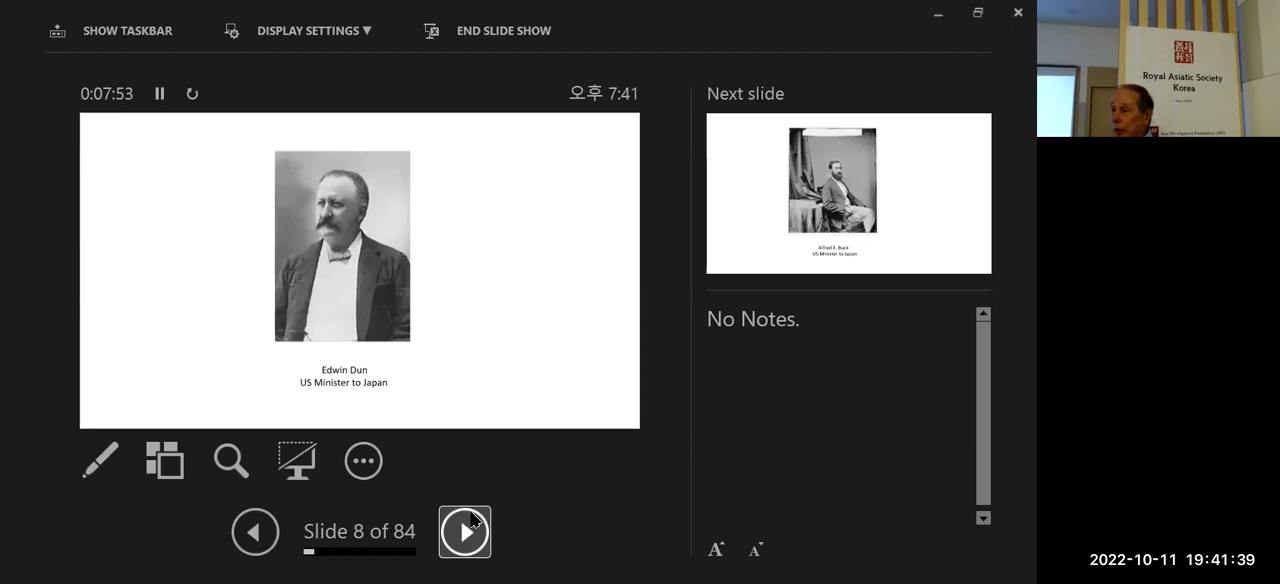 SHOW TASKBAR
DISPLAY SETTINGS ▼
END SLIDE SHOW
0:07:53
오후 7:41
Edwin Dun
US Minister to Japan
Slide 8 of 84
Next slide
Alfred E. Buck
US Minister to Japan
No Notes.
A A
Royal Asiatic Society
Korea
2022-10-11 19:41:39